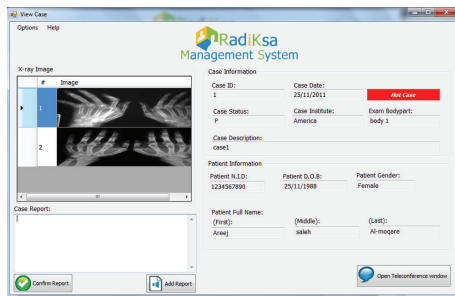 View Case
Options Help
RadiKsa
Management System
X-ray Image
# Image
1
2
Case Information
Case ID: Case Date:
1 25/11/2011 Hot Case
Case Status: Case Institute: Exam Bodypart:
P America body 1
Case Description:
case1
Patient Information
Patient N.I.D: Patient D.O.B: Patient Gender:
1234567890 25/11/1988 Female
Patient Full Name:
(First): (Middle): (Last):
Areej saleh Al-moqare
Case Report:
Confirm Report Add Report
Open Teleconference window